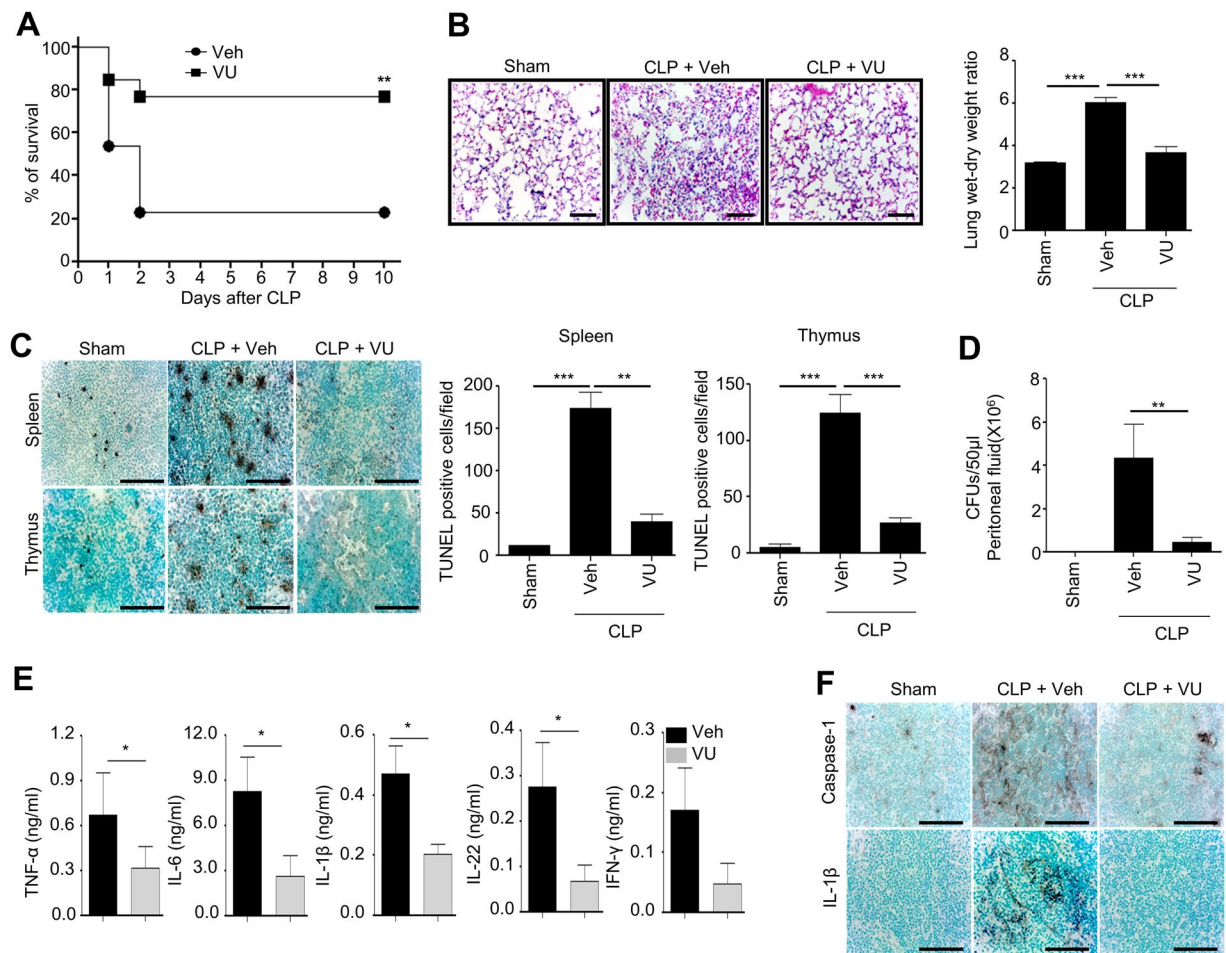 A
100
80
60
40
20
0
% of survival
Veh
VU
**
0 1 2 3 4 5 6 7 8 9 10
Days after CLP
B
Sham CLP + Veh CLP + VU
Lung wet-dry weight ratio
8
6
4
2
0
*** ***
Sham
Veh
VU
CLP
C
Sham CLP + Veh CLP + VU
Spleen
Thymus
Spleen
TUNEL positive cells/field
200
150
100
50
0
*** **
Sham
Veh
VU
CLP
Thymus
TUNEL positive cells/field
150
100
50
0
*** ***
Sham
Veh
VU
CLP
D
CFUs/50µl
Peritoneal fluid(X10⁶)
8
6
4
2
0
**
Sham
Veh
VU
CLP
E
TNF-α (ng/ml)
1.2
0.9
0.6
0.3
0.0
*
IL-6 (ng/ml)
12.0
9.0
6.0
3.0
0.0
*
IL-1β (ng/ml)
0.6
0.4
0.2
0.0
*
IL-22 (ng/ml)
0.4
0.3
0.2
0.1
0.0
*
IFN-γ (ng/ml)
0.3
0.2
0.1
0.0
Veh
VU
F
Sham CLP + Veh CLP + VU
Caspase-1
IL-1β